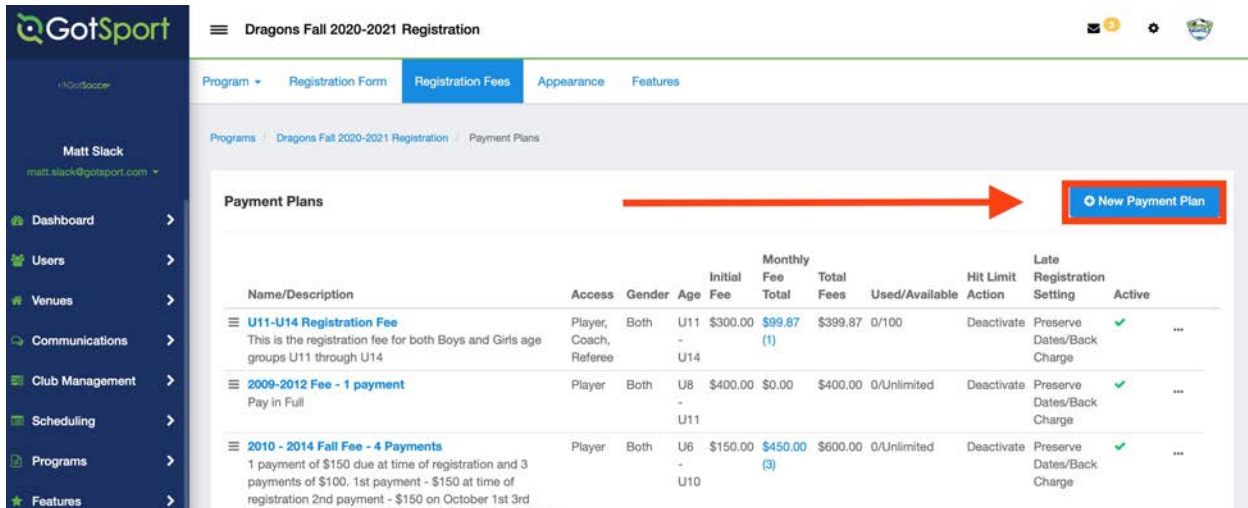 GotSport
Dragons Fall 2020-2021 Registration
3
GotSoccer
Program
Registration Form
Registration Fees
Appearance
Features
Matt Slack
matt.slack@gotsport.com
Programs / Dragons Fall 2020-2021 Registration / Payment Plans
Dashboard
Users
Venues
Communications
Club Management
Scheduling
Programs
Features
Payment Plans
New Payment Plan
Name/Description Access Gender Age Initial Fee Monthly Fee Total Total Fees Used/Available Hit Limit Action Late Registration Setting Active
U11-U14 Registration Fee Player, Coach, Referee Both U11 - U14 $300.00 $99.87 (1) $399.87 0/100 Deactivate Preserve Dates/Back Charge
This is the registration fee for both Boys and Girls age
groups U11 through U14
2009-2012 Fee - 1 payment Player Both U8 - U11 $400.00 $0.00 $400.00 0/Unlimited Deactivate Preserve Dates/Back Charge
Pay in Full
2010 - 2014 Fall Fee - 4 Payments Player Both U6 - U10 $150.00 $450.00 (3) $600.00 0/Unlimited Deactivate Preserve Dates/Back Charge
1 payment of $150 due at time of registration and 3
payments of $100. 1st payment - $150 at time of
registration 2nd payment - $150 on October 1st 3rd